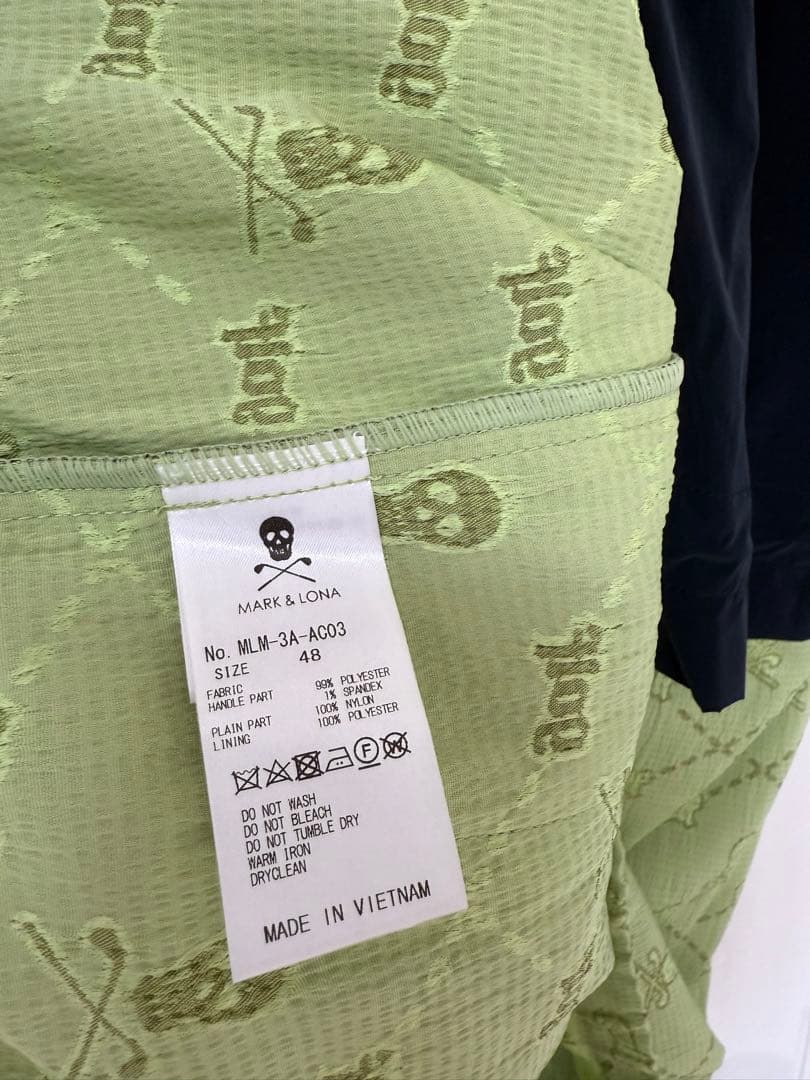 MARK & LONA
No. MLM-3A-AC03
SIZE 48
FABRIC
HANDLE PART 99% POLYESTER
1% SPANDEX
PLAIN PART 100% NYLON
LINING 100% POLYESTER
F W
DO NOT WASH
DO NOT BLEACH
DO NOT TUMBLE DRY
WARM IRON
DRYCLEAN
MADE IN VIETNAM